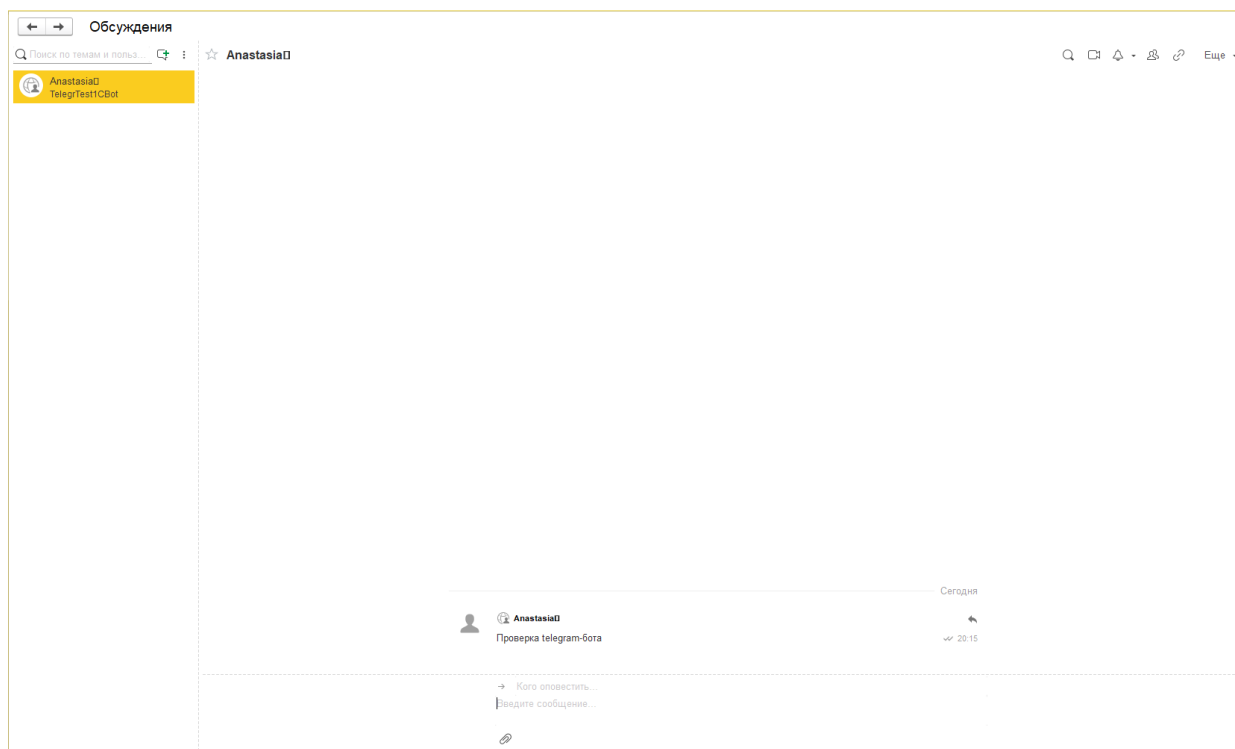 Обсуждения
Поиск по темам и польз...
Anastasia▯
Еще
Anastasia▯
TelegrTest1CBot
Сегодня
Anastasia▯
Проверка telegram-бота
20:15
Кого оповестить...
Введите сообщение...